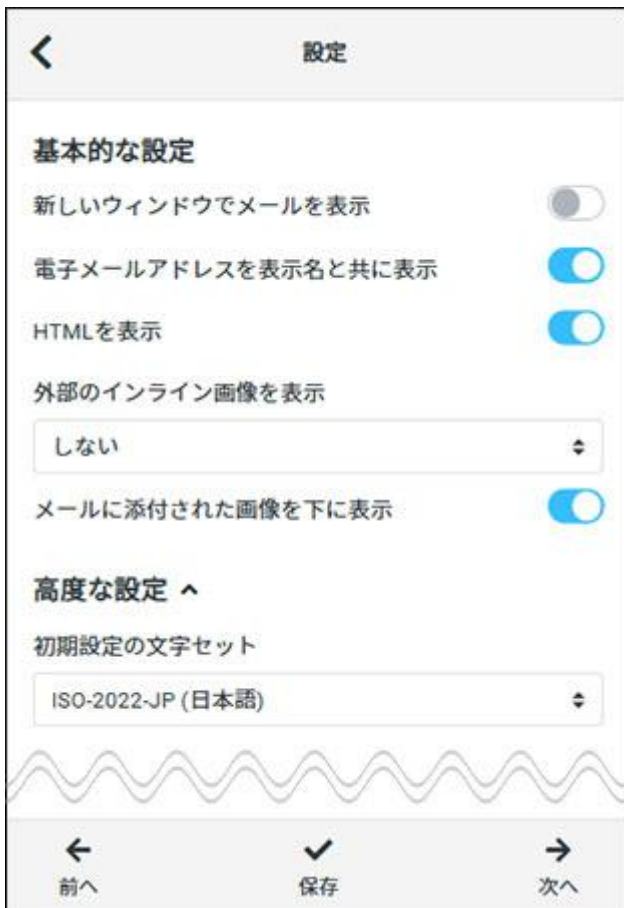 設定
基本的な設定
新しいウィンドウでメールを表示
電子メールアドレスを表示名と共に表示
HTMLを表示
外部のインライン画像を表示
しない
メールに添付された画像を下に表示
高度な設定
初期設定の文字セット
ISO-2022-JP (日本語)
前へ
保存
次へ